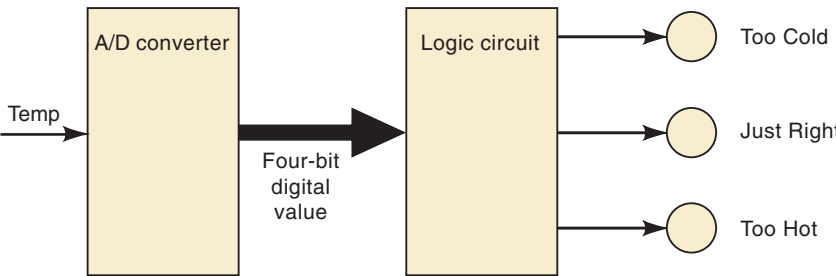 A/D converter
Logic circuit
Too Cold
Temp
Just Right
Four-bit
digital
value
Too Hot